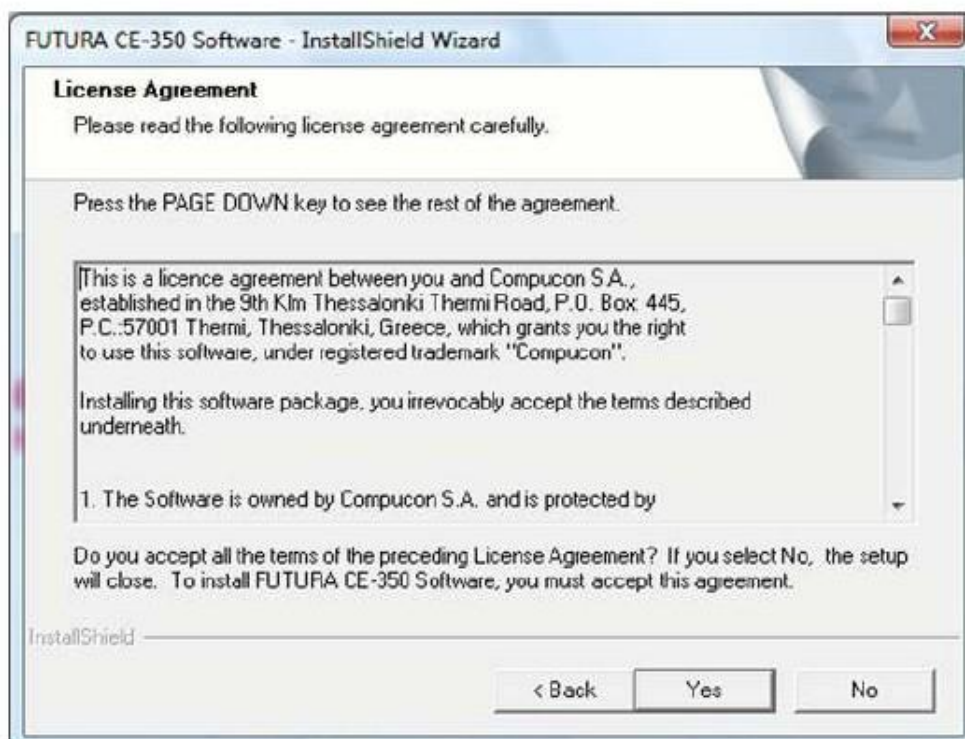 FUTURA CE-350 Software - InstallShield Wizard
License Agreement
Please read the following license agreement carefully.
Press the PAGE DOWN key to see the rest of the agreement.
This is a licence agreement between you and Compucon S.A.,
established in the 9th Klm Thessaloniki Thermi Road, P.O. Box 445,
P.C.:57001 Thermi, Thessaloniki, Greece, which grants you the right
to use this software, under registered trademark "Compucon".
Installing this software package, you irrevocably accept the terms described
underneath.
1. The Software is owned by Compucon S.A. and is protected by
Do you accept all the terms of the preceding License Agreement? If you select No, the setup
will close. To install FUTURA CE-350 Software, you must accept this agreement.
InstallShield
< Back Yes No